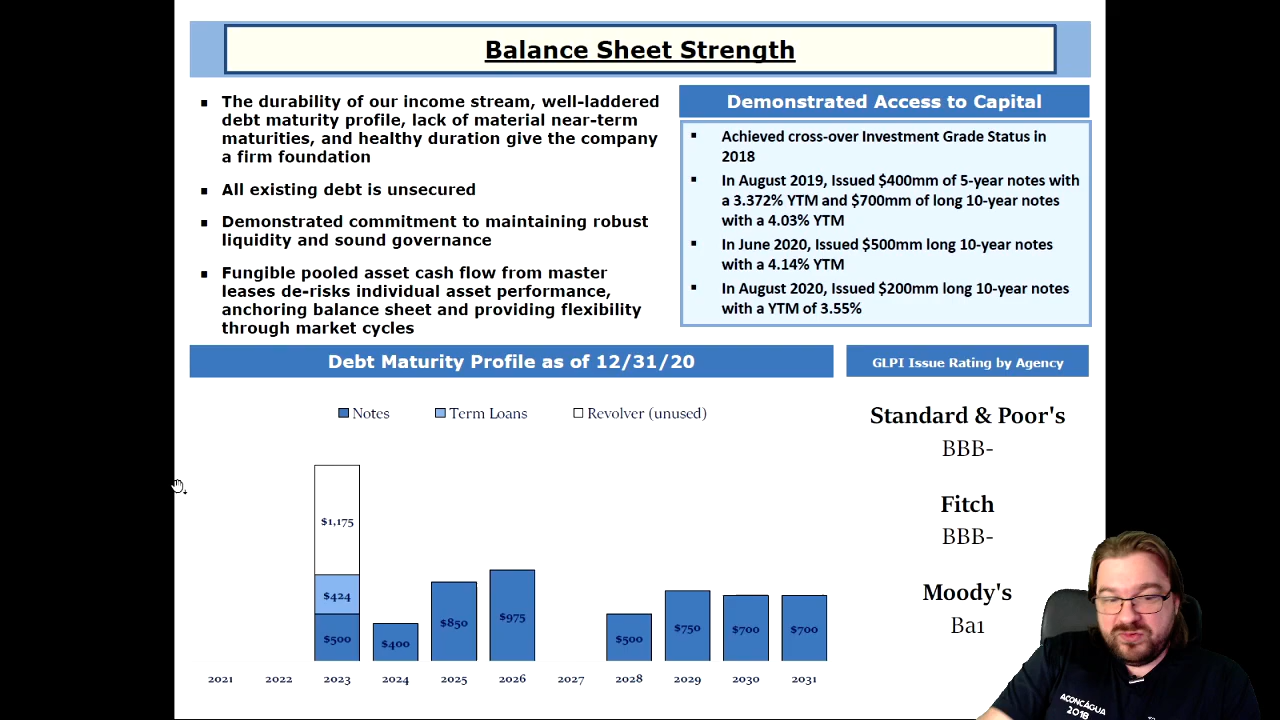 Balance Sheet Strength
The durability of our income stream, well-laddered
debt maturity profile, lack of material near-term
maturities, and healthy duration give the company
a firm foundation
All existing debt is unsecured
Demonstrated commitment to maintaining robust
liquidity and sound governance
Fungible pooled asset cash flow from master
leases de-risks individual asset performance,
anchoring balance sheet and providing flexibility
through market cycles
Demonstrated Access to Capital
Achieved cross-over Investment Grade Status in
2018
In August 2019, Issued $400mm of 5-year notes with
a 3.372% YTM and $700mm of long 10-year notes
with a 4.03% YTM
In June 2020, Issued $500mm long 10-year notes
with a 4.14% YTM
In August 2020, Issued $200mm long 10-year notes
with a YTM of 3.55%
Debt Maturity Profile as of 12/31/20
Notes Term Loans Revolver (unused)
$1,175
$424
$500 $400 $850 $975 $500 $750 $700 $700
2021 2022 2023 2024 2025 2026 2027 2028 2029 2030 2031
GLPI Issue Rating by Agency
Standard & Poor's
BBB-
Fitch
BBB-
Moody's
Ba1
ACONCÁGUA
2018